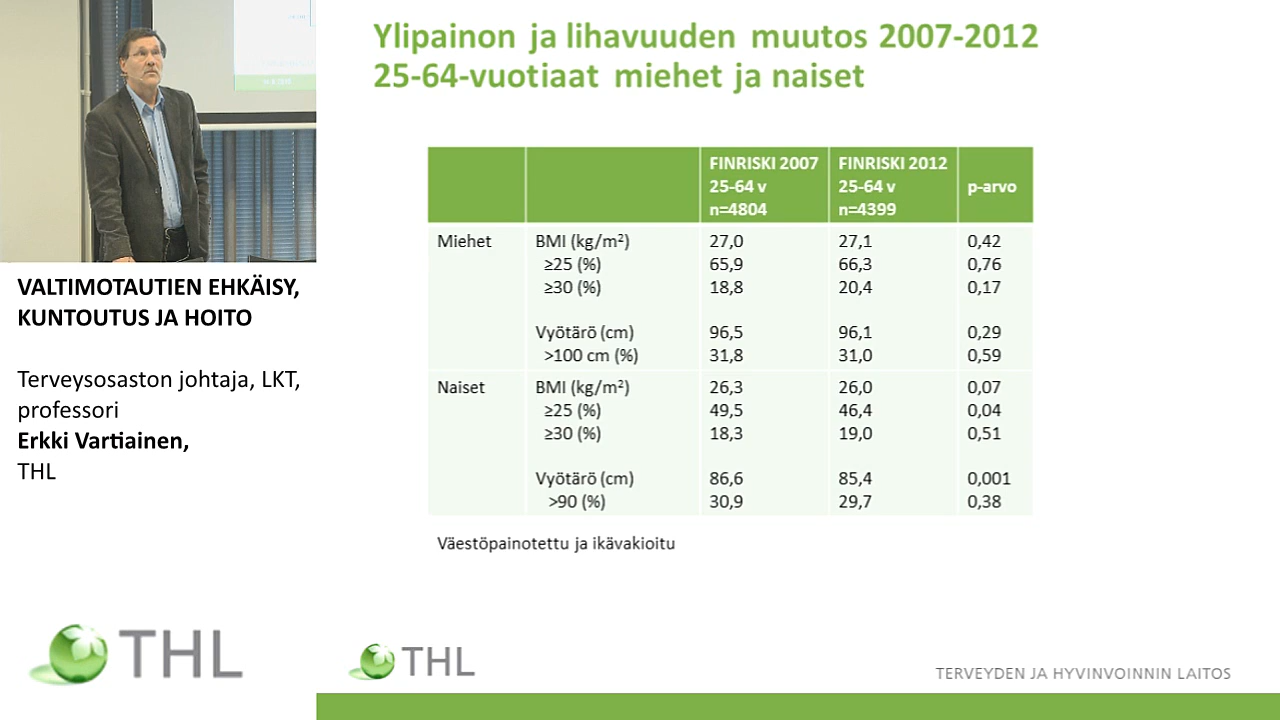 VALTIMOTAUTIEN EHKÄISY,
KUNTOUTUS JA HOITO
Terveysosaston johtaja, LKT,
professori
Erkki Vartiainen,
THL
THL
Ylipainon ja lihavuuden muutos 2007-2012
25-64-vuotiaat miehet ja naiset
FINRISKI 2007 25-64 v n=4804 FINRISKI 2012 25-64 v n=4399 p-arvo
Miehet BMI (kg/m²) 27,0 27,1 0,42
≥25 (%) 65,9 66,3 0,76
≥30 (%) 18,8 20,4 0,17
Vyötärö (cm) 96,5 96,1 0,29
>100 cm (%) 31,8 31,0 0,59
Naiset BMI (kg/m²) 26,3 26,0 0,07
≥25 (%) 49,5 46,4 0,04
≥30 (%) 18,3 19,0 0,51
Vyötärö (cm) 86,6 85,4 0,001
>90 (%) 30,9 29,7 0,38
Väestöpainotettu ja ikävakioitu
THL
TERVEYDEN JA HYVINVOINNIN LAITOS